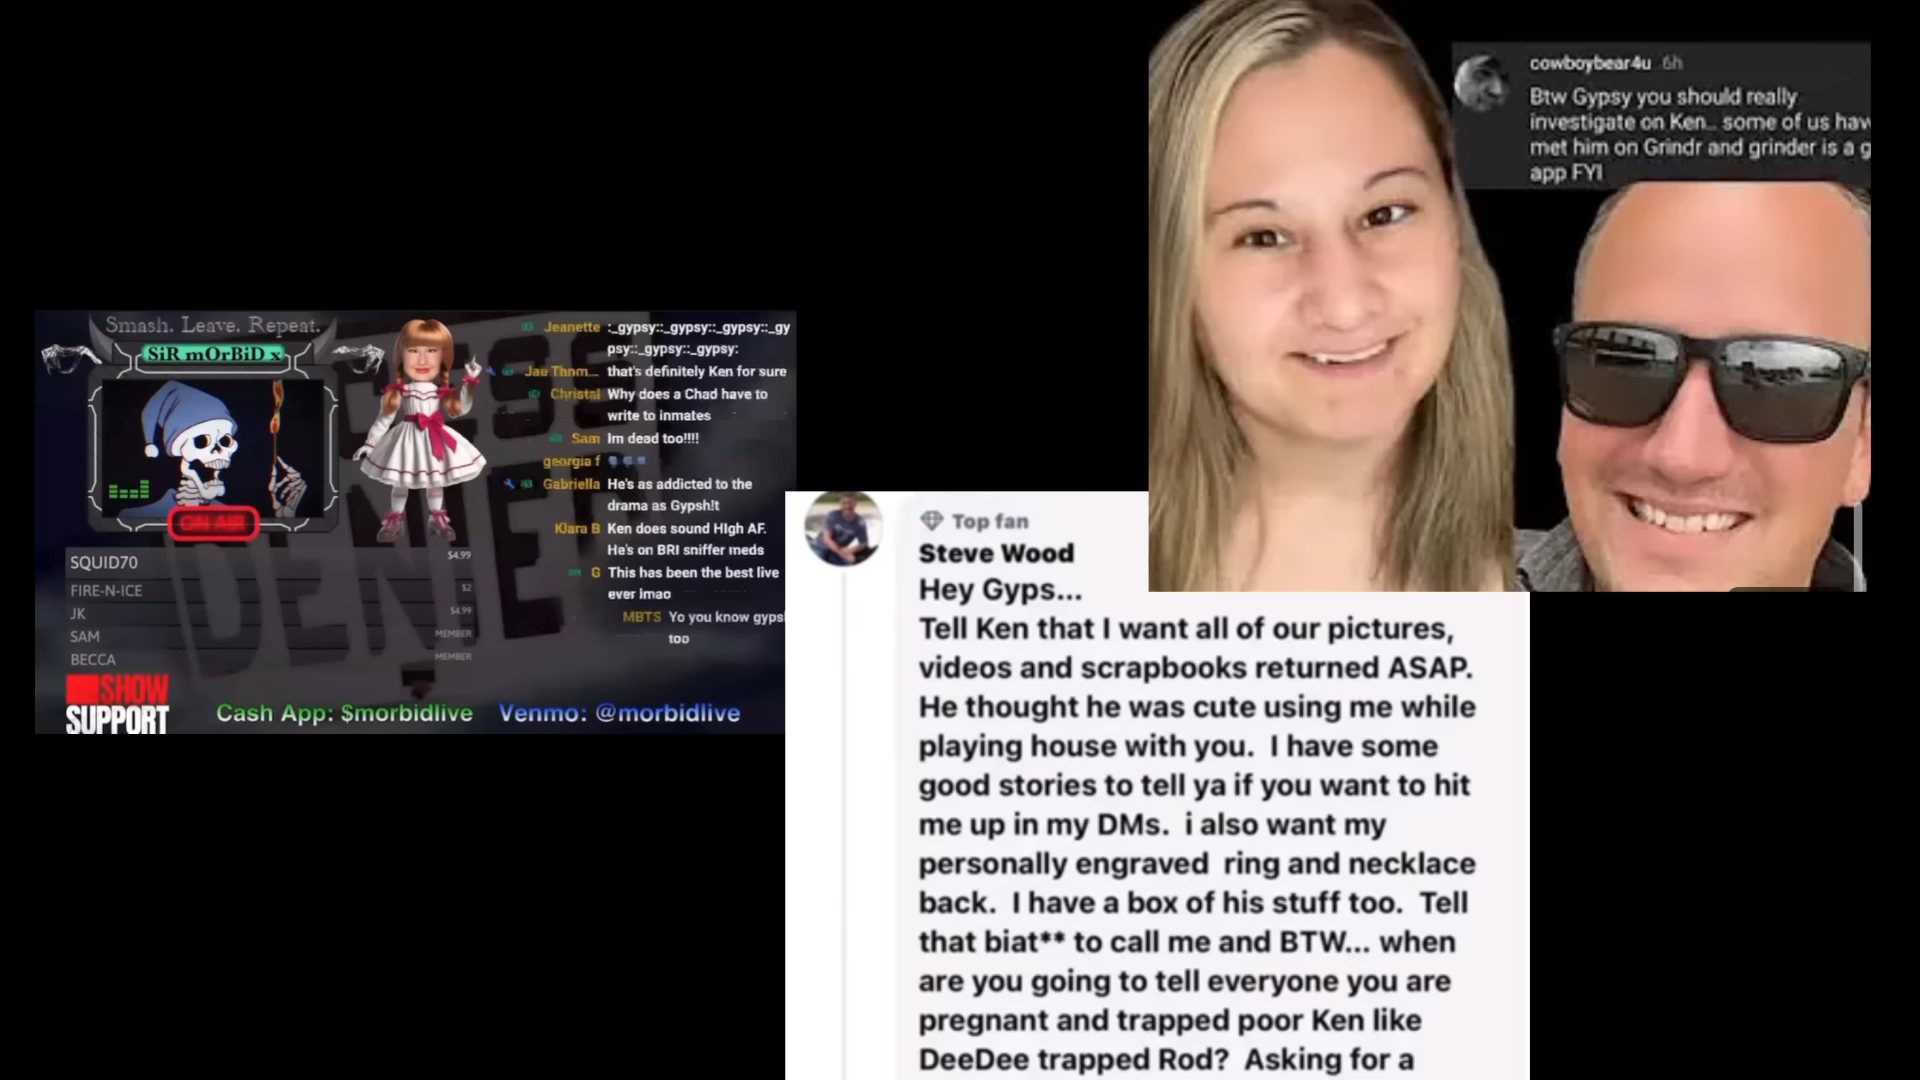 Smash. Leave. Repeat.
SiR mOrBiD x
ON AIR
SQUID70 $4.99
FIRE-N-ICE $2
JK $4.99
SAM MEMBER
BECCA MEMBER
SHOW
SUPPORT
Cash App: $morbidlive Venmo: @morbidlive
Jeanette :_gypsy::_gypsy::_gypsy::_gy
psy::_gypsy::_gypsy:
Jae Thnm... that's definitely Ken for sure
Christal Why does a Chad have to
write to inmates
Sam Im dead too!!!!
georgia f
Gabriella He's as addicted to the
drama as Gypsh!t
Klara B Ken does sound HIgh AF.
He's on BRI sniffer meds
G This has been the best live
ever lmao
MBTS Yo you know gyps
too
DENIE
cowboybear4u 6h
Btw Gypsy you should really
investigate on Ken.. some of us hav
met him on Grindr and grinder is a g
app FYI
Top fan
Steve Wood
Hey Gyps...
Tell Ken that I want all of our pictures,
videos and scrapbooks returned ASAP.
He thought he was cute using me while
playing house with you. I have some
good stories to tell ya if you want to hit
me up in my DMs. i also want my
personally engraved ring and necklace
back. I have a box of his stuff too. Tell
that biat** to call me and BTW... when
are you going to tell everyone you are
pregnant and trapped poor Ken like
DeeDee trapped Rod? Asking for a